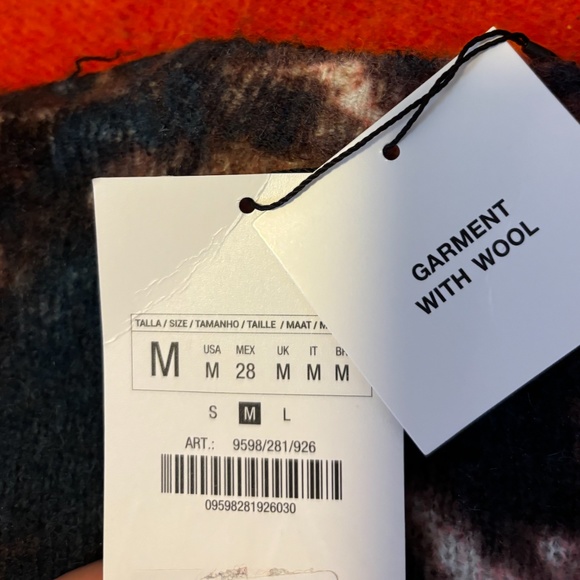 GARMENT
WITH WOOL
TALLA / SIZE / TAMANHO / TAILLE / MAAT /
M
USA MEX UK IT
M 28 M M M
S M L
ART.: 9598/281/926
09598281926030